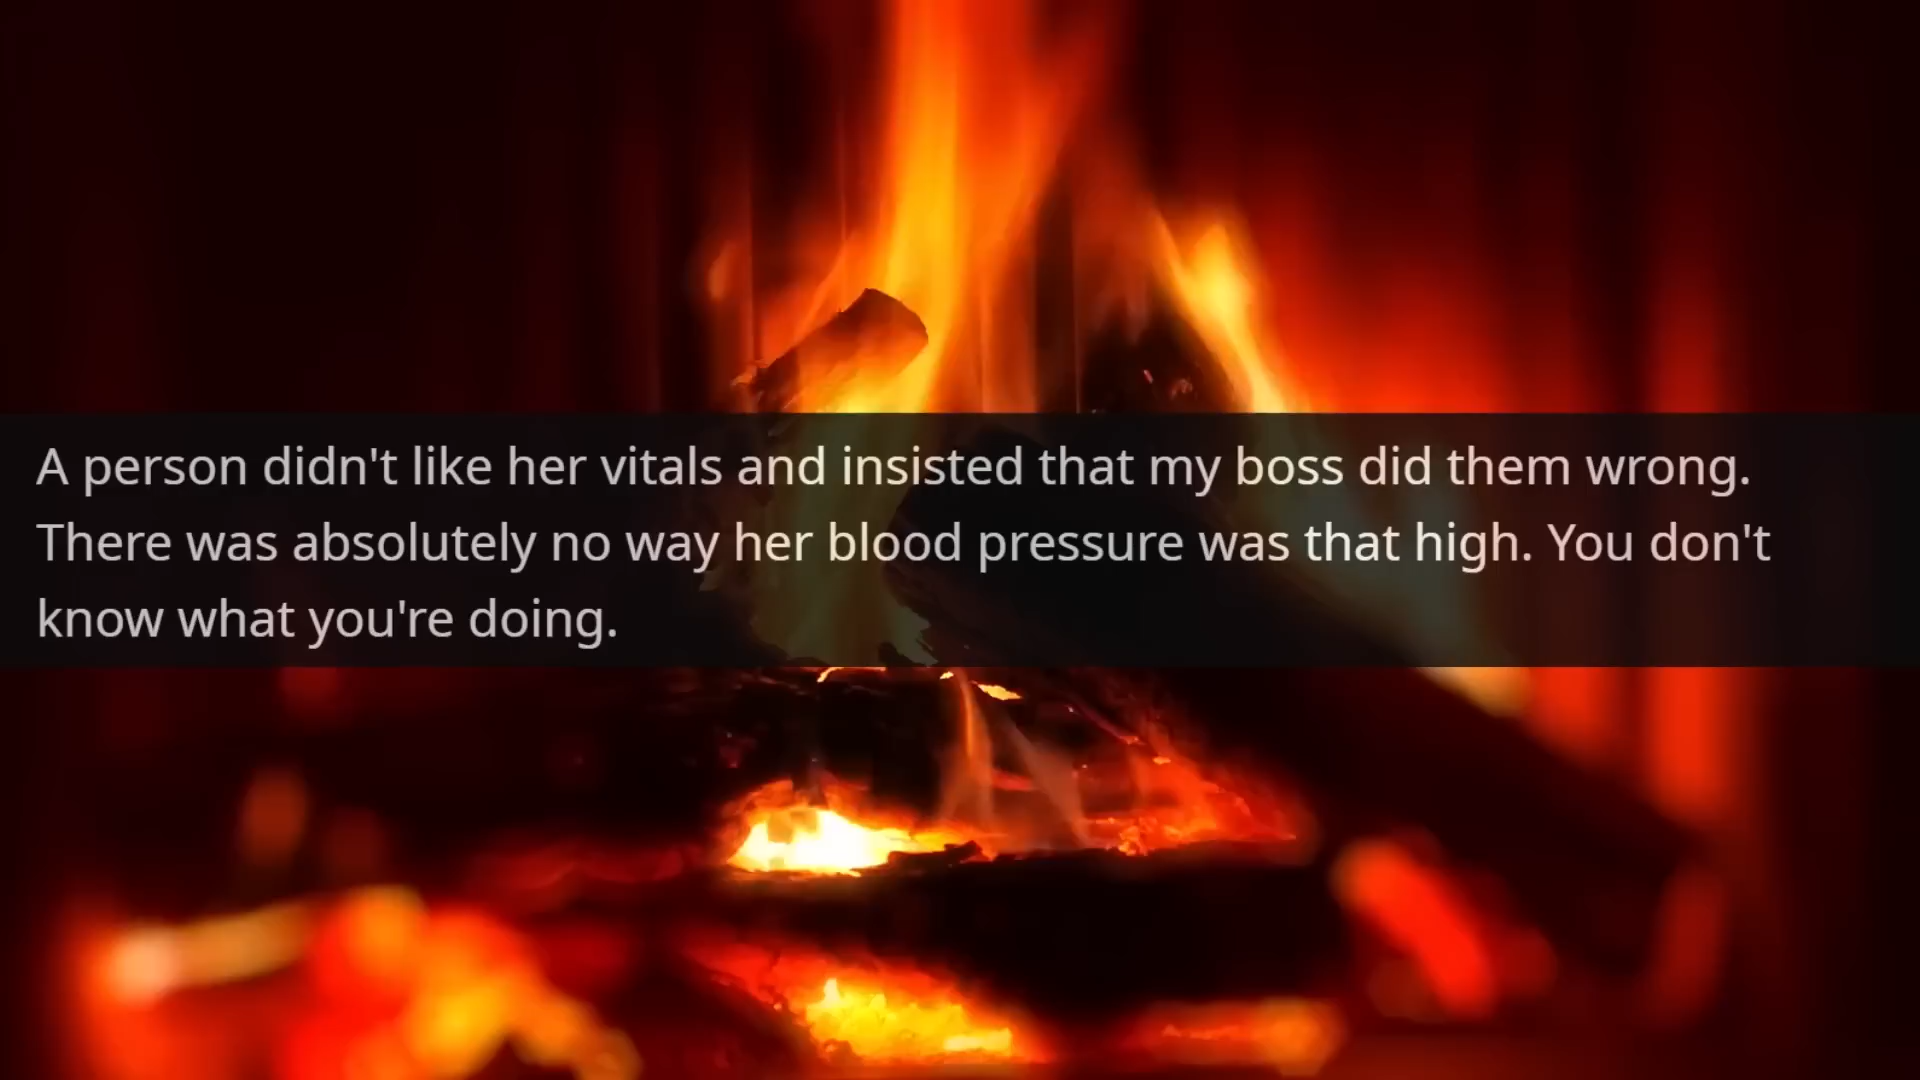 A person didn't like her vitals and insisted that my boss did them wrong.
There was absolutely no way her blood pressure was that high. You don't
know what you're doing.